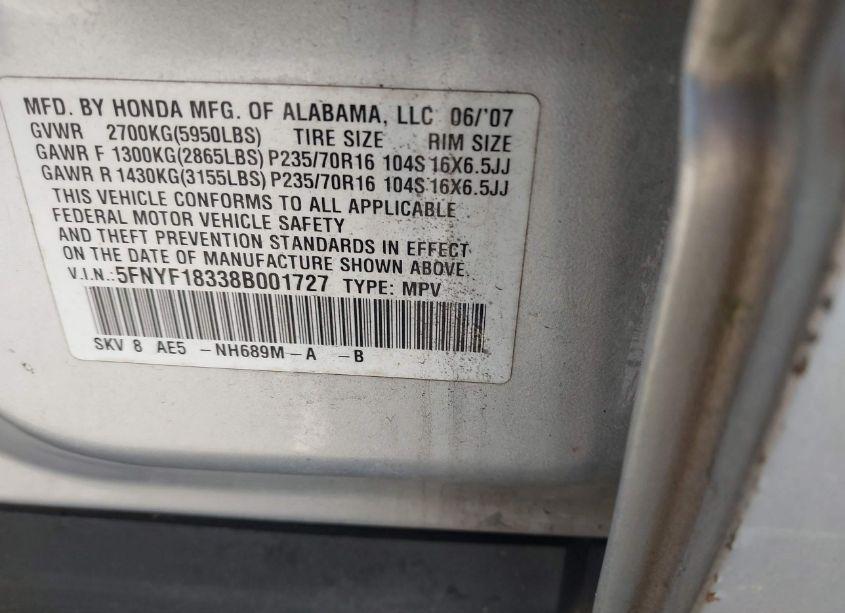 MFD. BY HONDA MFG. OF ALABAMA, LLC 06/'07
GVWR 2700KG(5950LBS) TIRE SIZE RIM SIZE
GAWR F 1300KG(2865LBS) P235/70R16 104S 16X6.5JJ
GAWR R 1430KG(3155LBS) P235/70R16 104S 16X6.5JJ
THIS VEHICLE CONFORMS TO ALL APPLICABLE
FEDERAL MOTOR VEHICLE SAFETY
AND THEFT PREVENTION STANDARDS IN EFFECT
ON THE DATE OF MANUFACTURE SHOWN ABOVE.
V.I.N.:5FNYF18338B001727 TYPE: MPV
SKV 8 AE5 -NH689M-A -B